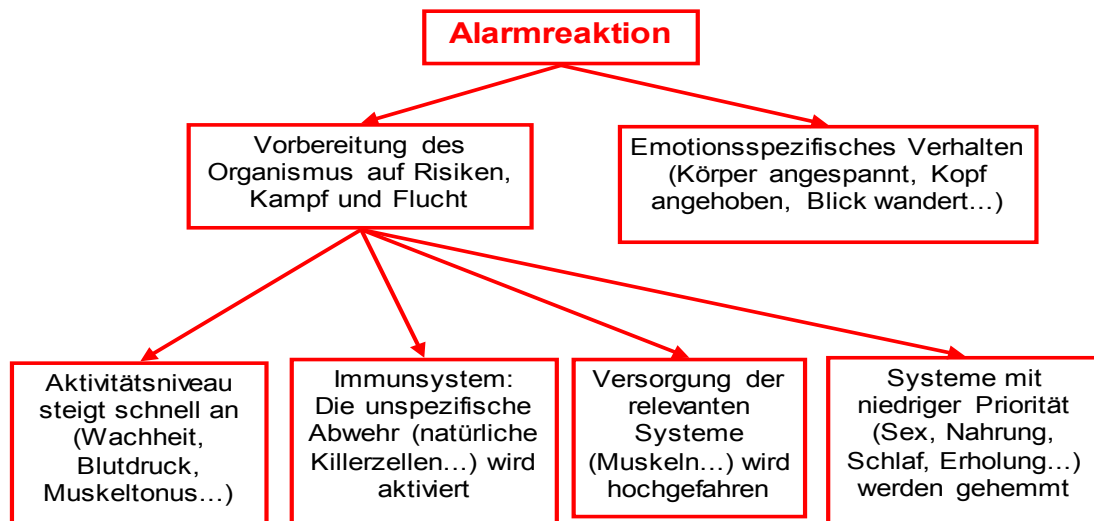 Alarmreaktion
Vorbereitung des
Organismus auf Risiken,
Kampf und Flucht
Emotionsspezifisches Verhalten
(Körper angespannt, Kopf
angehoben, Blick wandert...)
Aktivitätsniveau
steigt schnell an
(Wachheit,
Blutdruck,
Muskeltonus...)
Immunsystem:
Die unspezifische
Abwehr (natürliche
Killerzellen...) wird
aktiviert
Versorgung der
relevanten
Systeme
(Muskeln...) wird
hochgefahren
Systeme mit
niedriger Priorität
(Sex, Nahrung,
Schlaf, Erholung...)
werden gehemmt